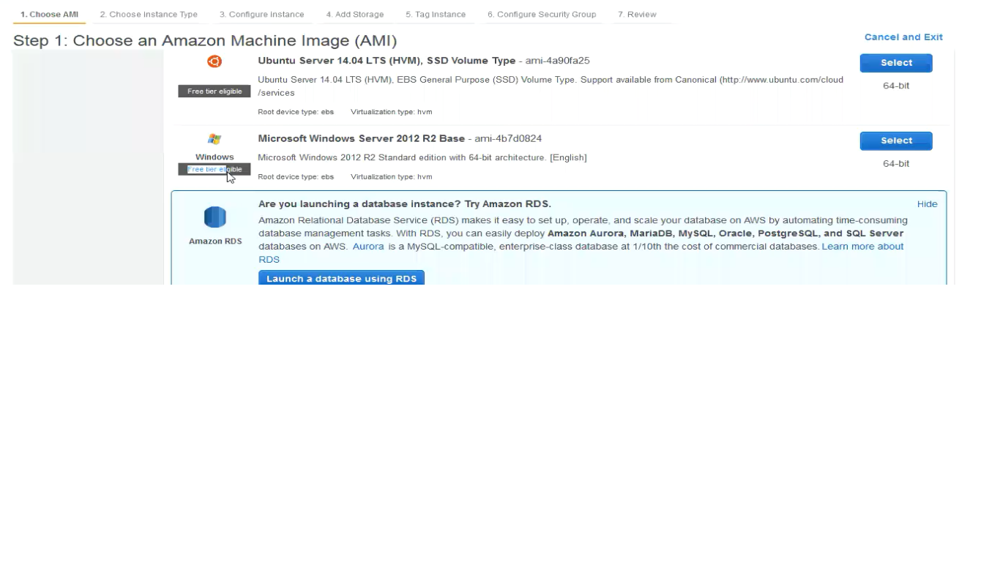 1. Choose AMI 2. Choose Instance Type 3. Configure Instance 4. Add Storage 5. Tag Instance 6. Configure Security Group 7. Review
Step 1: Choose an Amazon Machine Image (AMI)
Cancel and Exit
Ubuntu Server 14.04 LTS (HVM), SSD Volume Type - ami-4a90fa25
Select
Free tier eligible
Ubuntu Server 14.04 LTS (HVM), EBS General Purpose (SSD) Volume Type. Support available from Canonical (http://www.ubuntu.com/cloud
/services
64-bit
Root device type: ebs Virtualization type: hvm
Windows
Free tier eligible
Microsoft Windows Server 2012 R2 Base - ami-4b7d0824
Select
Microsoft Windows 2012 R2 Standard edition with 64-bit architecture. [English]
64-bit
Root device type: ebs Virtualization type: hvm
Amazon RDS
Are you launching a database instance? Try Amazon RDS.
Hide
Amazon Relational Database Service (RDS) makes it easy to set up, operate, and scale your database on AWS by automating time-consuming
database management tasks. With RDS, you can easily deploy Amazon Aurora, MariaDB, MySQL, Oracle, PostgreSQL, and SQL Server
databases on AWS. Aurora is a MySQL-compatible, enterprise-class database at 1/10th the cost of commercial databases. Learn more about
RDS
Launch a database using RDS